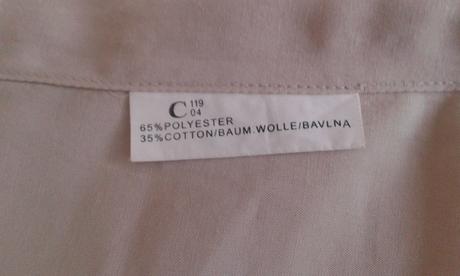 C 119
04
65%POLYESTER
35%COTTON/BAUM.WOLLE/BAVLNA